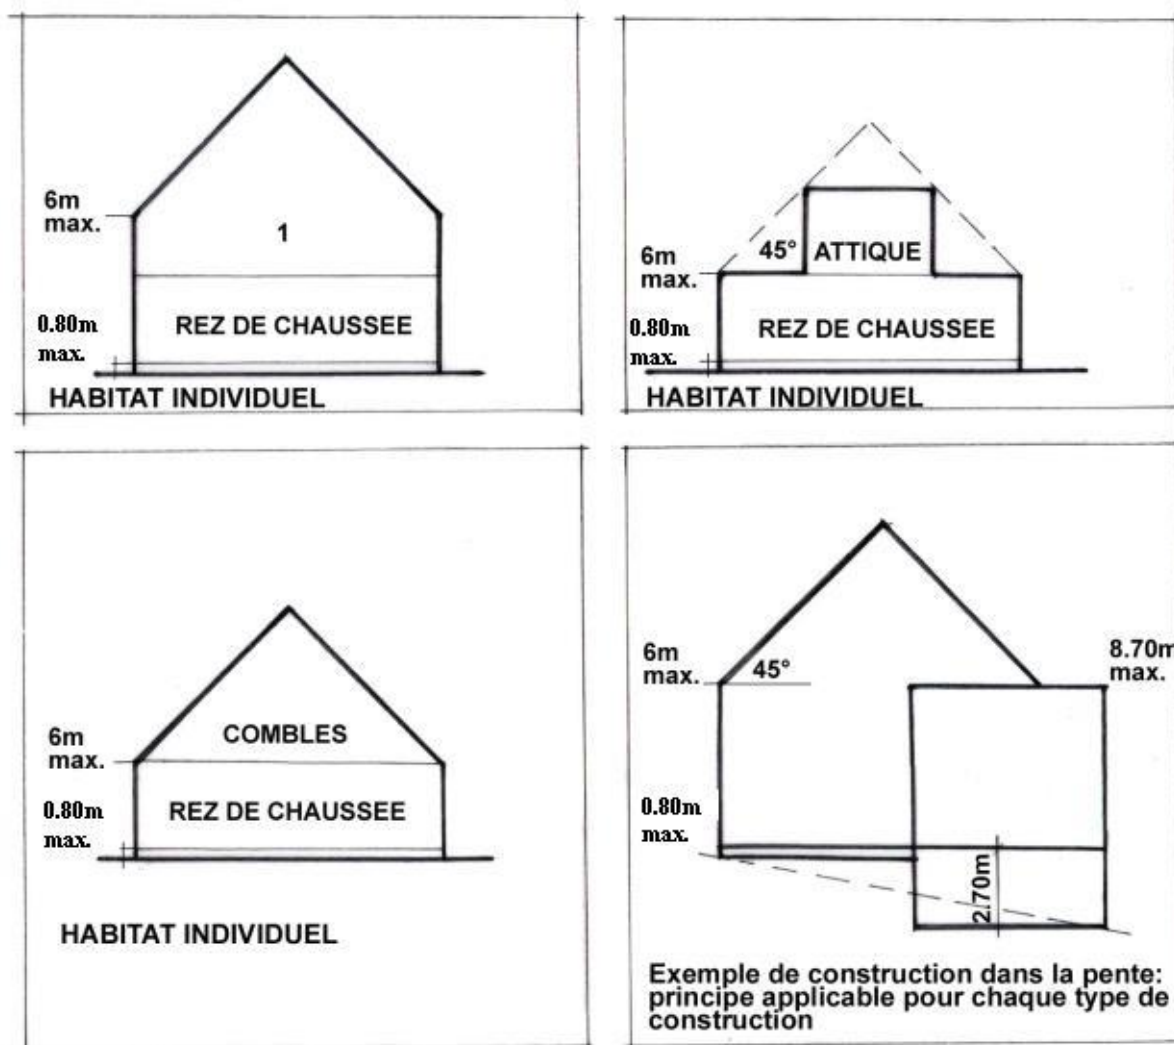 6m
max.
1
0.80m
max.
REZ DE CHAUSSEE
HABITAT INDIVIDUEL
6m
max.
45° ATTIQUE
0.80m
max.
REZ DE CHAUSSEE
HABITAT INDIVIDUEL
6m
max.
COMBLES
0.80m
max.
REZ DE CHAUSSEE
HABITAT INDIVIDUEL
6m
max.
45°
8.70m
max.
0.80m
max.
2.70m
Exemple de construction dans la pente:
principe applicable pour chaque type de
construction